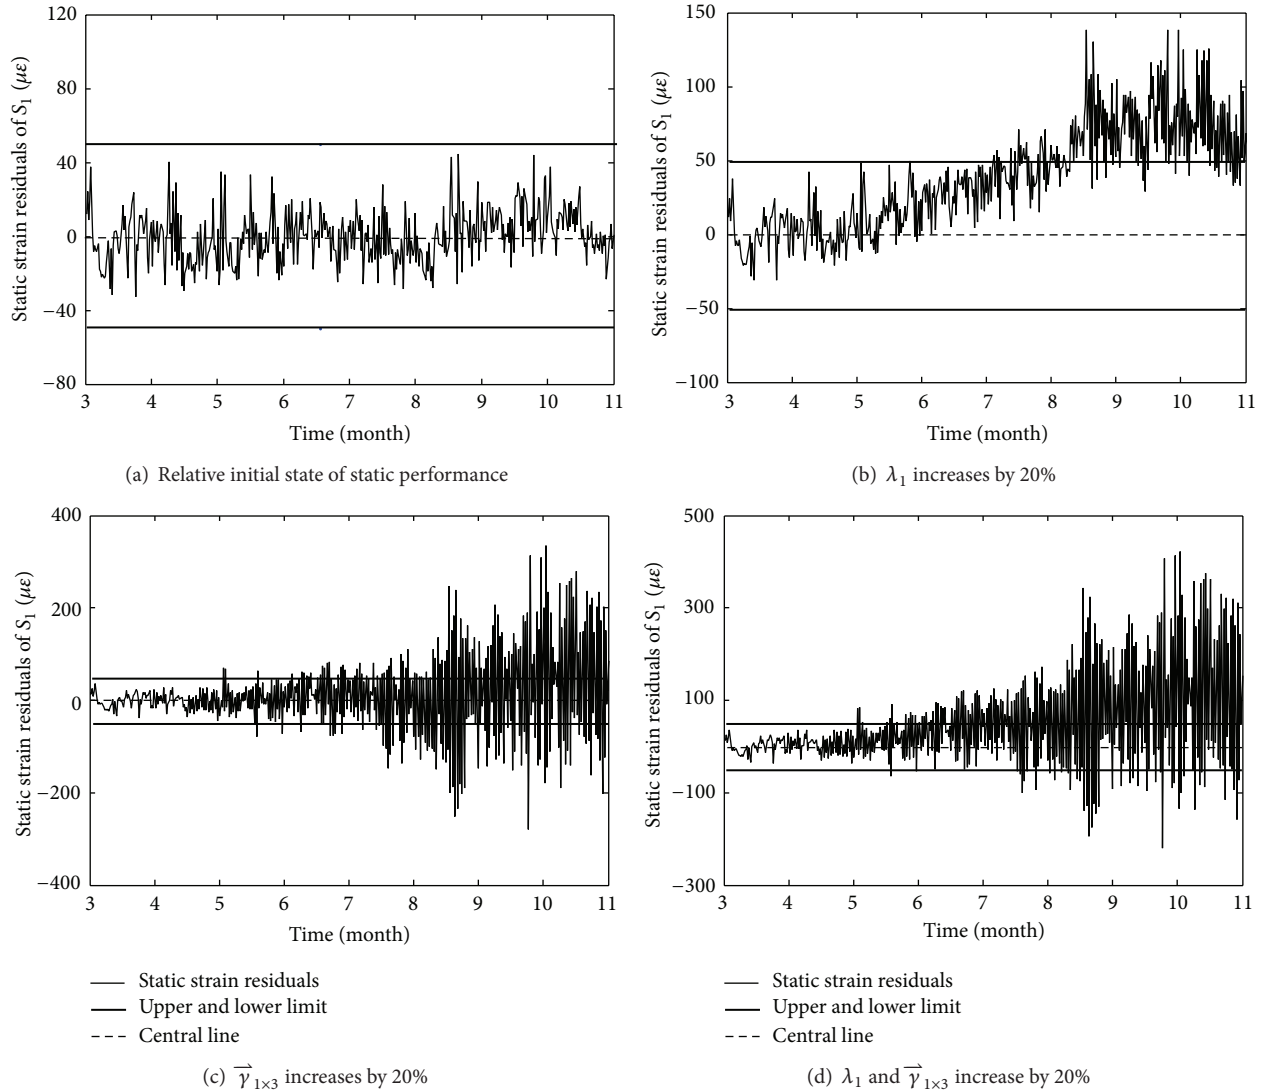 120
80
40
0
−40
−80
3 4 5 6 7 8 9 10 11
Static strain residuals of S1 (με)
Time (month)
(a) Relative initial state of static performance
150
100
50
0
−50
−100
3 4 5 6 7 8 9 10 11
Static strain residuals of S1 (με)
Time (month)
(b) λ1 increases by 20%
400
200
0
−200
−400
3 4 5 6 7 8 9 10 11
Static strain residuals of S1 (με)
Time (month)
Static strain residuals
Upper and lower limit
Central line
(c) γ⃗1×3 increases by 20%
500
300
100
−100
−300
3 4 5 6 7 8 9 10 11
Static strain residuals of S1 (με)
Time (month)
Static strain residuals
Upper and lower limit
Central line
(d) λ1 and γ⃗1×3 increase by 20%